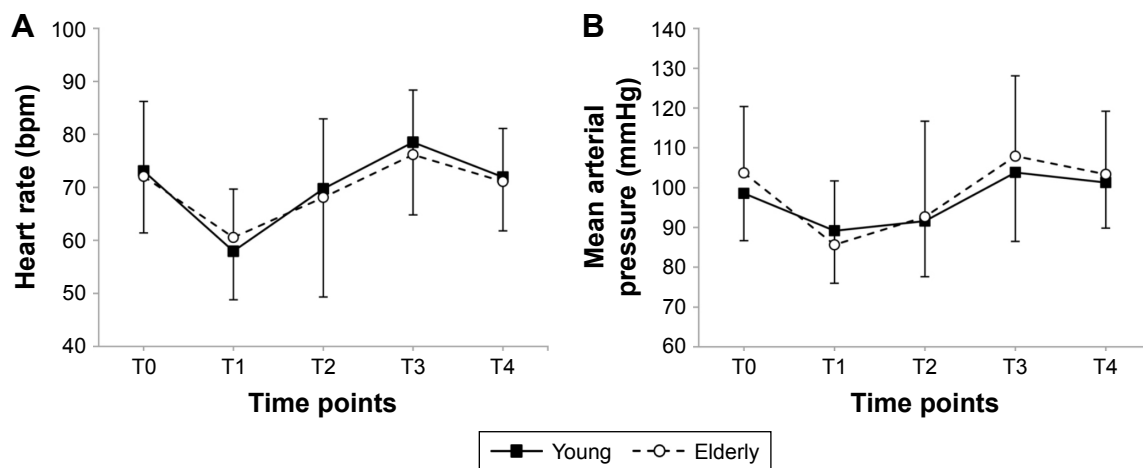 A
Heart rate (bpm)
100
90
80
70
60
50
40
T0 T1 T2 T3 T4
Time points
B
Mean arterial
pressure (mmHg)
140
130
120
110
100
90
80
70
60
T0 T1 T2 T3 T4
Time points
Young Elderly